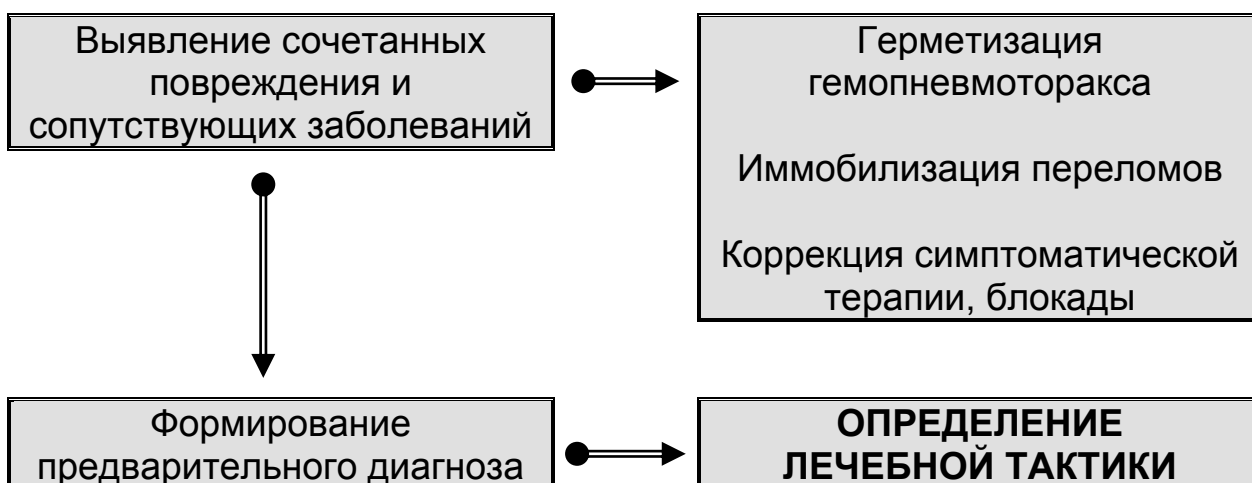 Выявление сочетанных
повреждения и
сопутствующих заболеваний
Герметизация
гемопневмоторакса
Иммобилизация переломов
Коррекция симптоматической
терапии, блокады
Формирование
предварительного диагноза
ОПРЕДЕЛЕНИЕ
ЛЕЧЕБНОЙ ТАКТИКИ